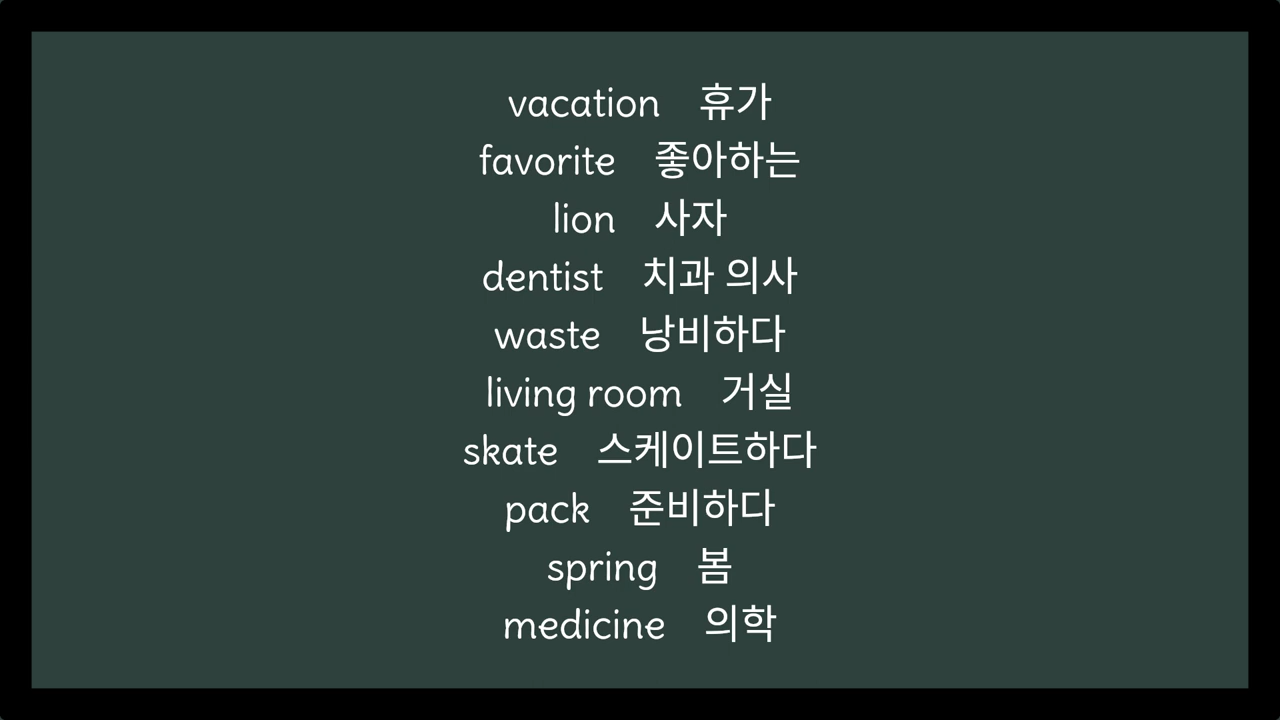 vacation 휴가
favorite 좋아하는
lion 사자
dentist 치과 의사
waste 낭비하다
living room 거실
skate 스케이트하다
pack 준비하다
spring 봄
medicine 의학